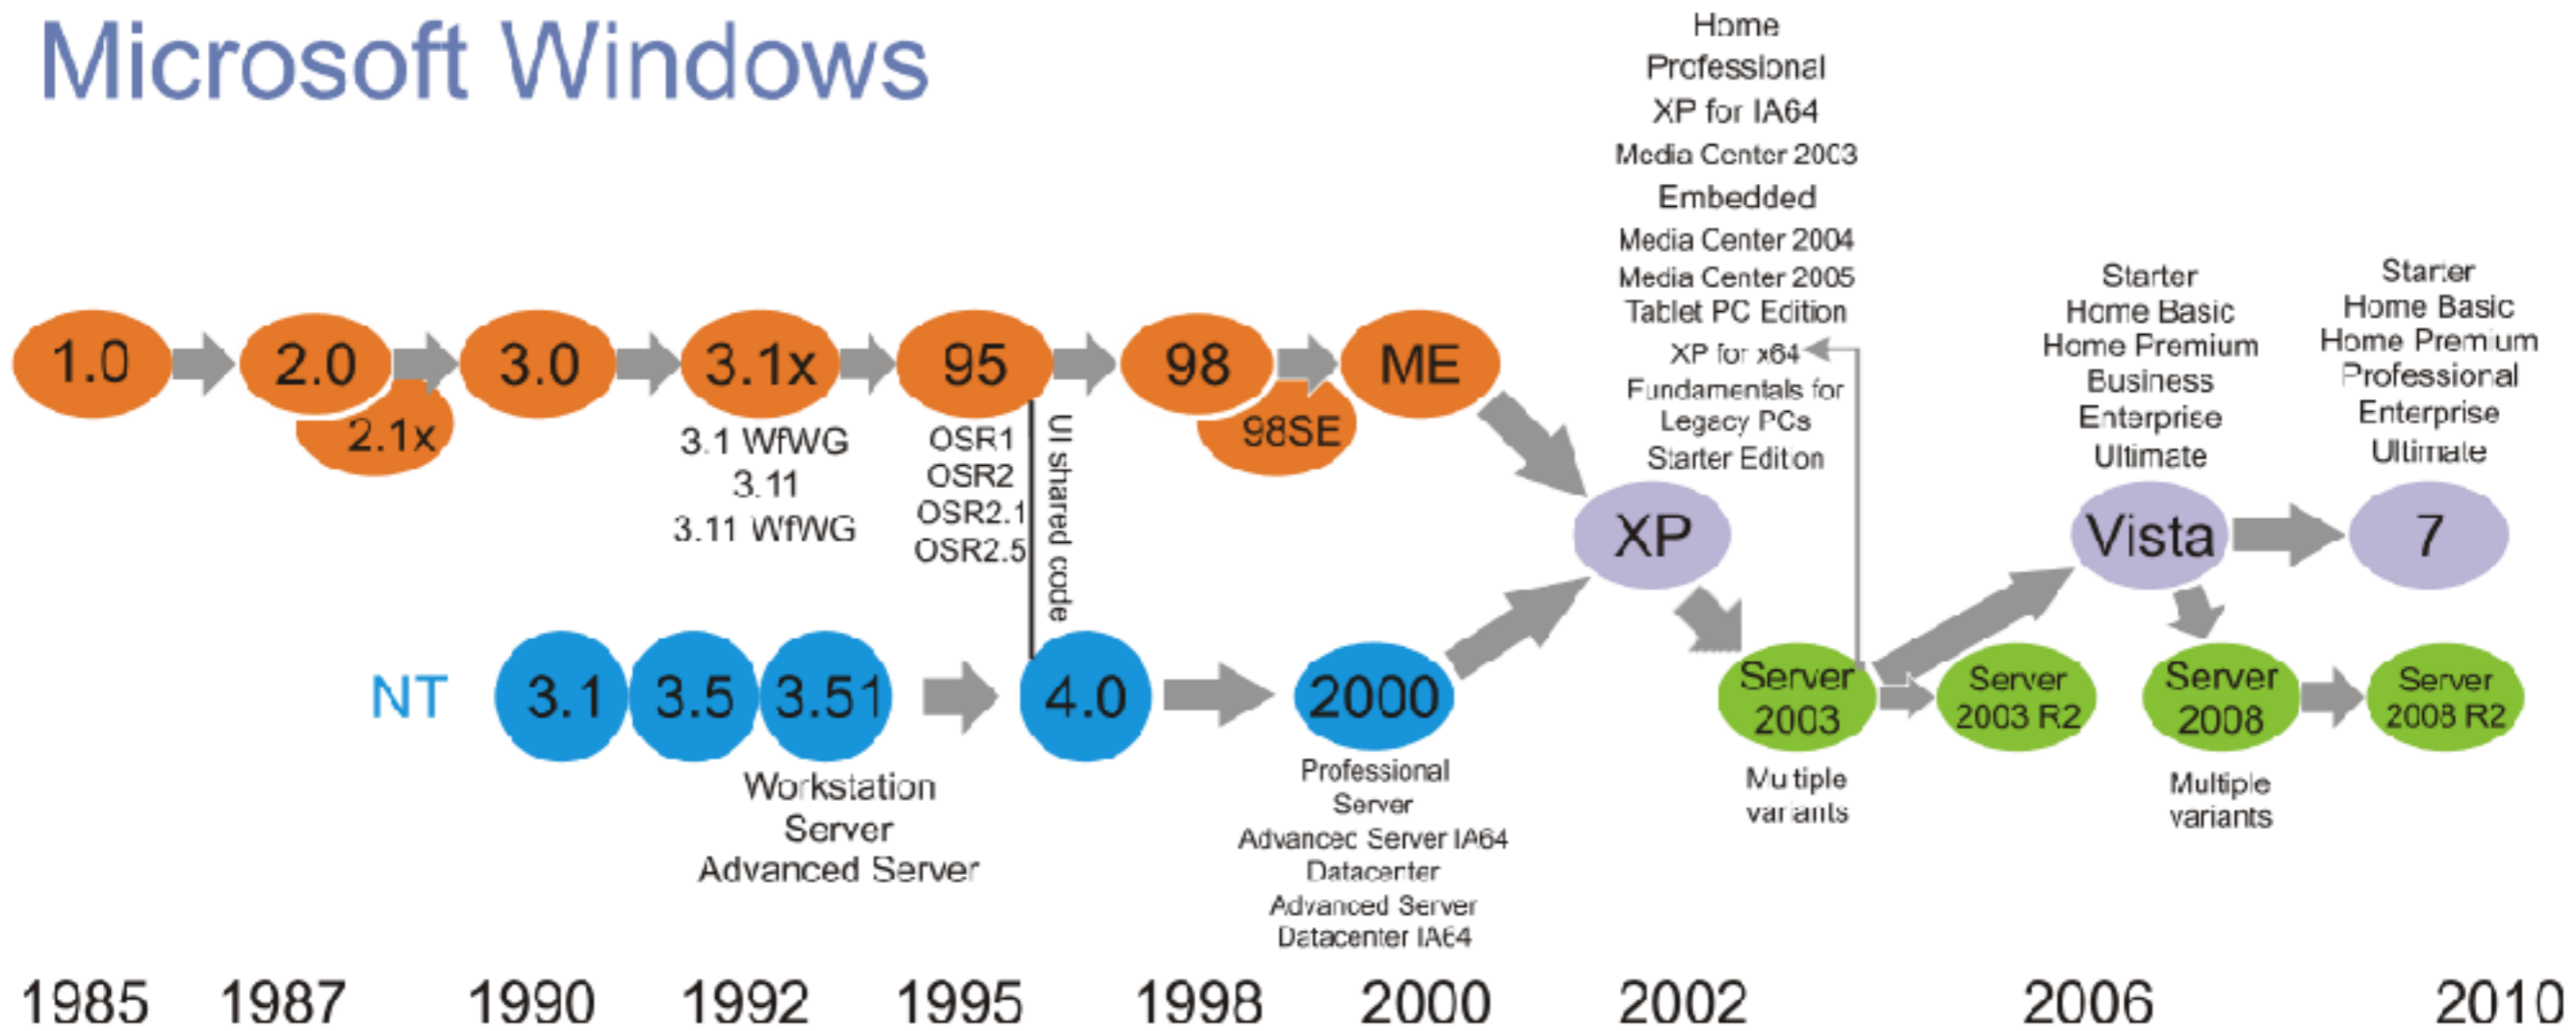 Microsoft Windows
Home
Professional
XP for IA64
Media Center 2003
Embedded
Media Center 2004
Media Center 2005
Tablet PC Edition
XP for x64
Fundamentals for
Legacy PCs
Starter Edition
Starter
Home Basic
Home Premium
Business
Enterprise
Ultimate
Starter
Home Basic
Home Premium
Professional
Enterprise
Ultimate
1.0
2.0
2.1x
3.0
3.1x
3.1 WfWG
3.11
3.11 WfWG
95
OSR1
OSR2
OSR2.1
OSR2.5
UI shared code
98
98SE
ME
XP
Vista
7
NT
3.1
3.5
3.51
Workstation
Server
Advanced Server
4.0
2000
Professional
Server
Advanced Server IA64
Datacenter
Advanced Server
Datacenter IA64
Server
2003
Multiple
variants
Server
2003 R2
Server
2008
Multiple
variants
Server
2008 R2
1985
1987
1990
1992
1995
1998
2000
2002
2006
2010